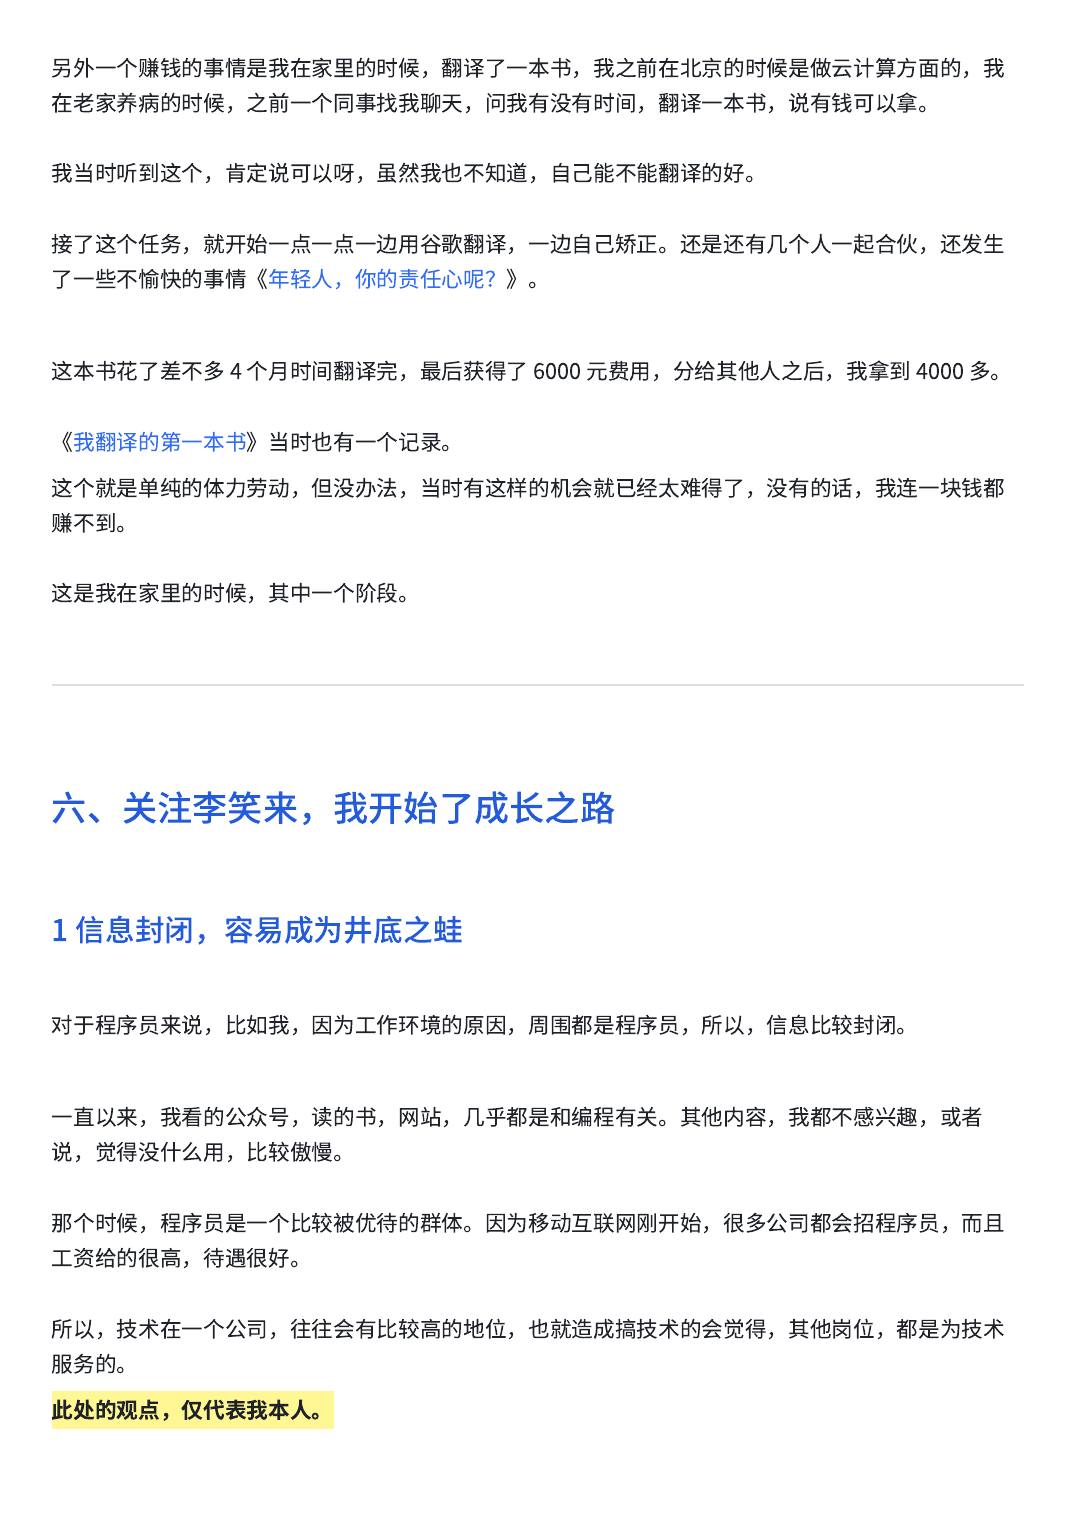 另外一个赚钱的事情是我在家里的时候，翻译了一本书，我之前在北京的时候是做云计算方面的，我
在老家养病的时候，之前一个同事找我聊天，问我有没有时间，翻译一本书，说有钱可以拿。
我当时听到这个，肯定说可以呀，虽然我也不知道，自己能不能翻译的好。
接了这个任务，就开始一点一点一边用谷歌翻译，一边自己矫正。还是还有几个人一起合伙，还发生
了一些不愉快的事情《年轻人，你的责任心呢？》。
这本书花了差不多 4 个月时间翻译完，最后获得了 6000 元费用，分给其他人之后，我拿到 4000 多。
《我翻译的第一本书》当时也有一个记录。
这个就是单纯的体力劳动，但没办法，当时有这样的机会就已经太难得了，没有的话，我连一块钱都
赚不到。
这是我在家里的时候，其中一个阶段。
六、关注李笑来，我开始了成长之路
1 信息封闭，容易成为井底之蛙
对于程序员来说，比如我，因为工作环境的原因，周围都是程序员，所以，信息比较封闭。
一直以来，我看的公众号，读的书，网站，几乎都是和编程有关。其他内容，我都不感兴趣，或者
说，觉得没什么用，比较傲慢。
那个时候，程序员是一个比较被优待的群体。因为移动互联网刚开始，很多公司都会招程序员，而且
工资给的很高，待遇很好。
所以，技术在一个公司，往往会有比较高的地位，也就造成搞技术的会觉得，其他岗位，都是为技术
服务的。
此处的观点，仅代表我本人。